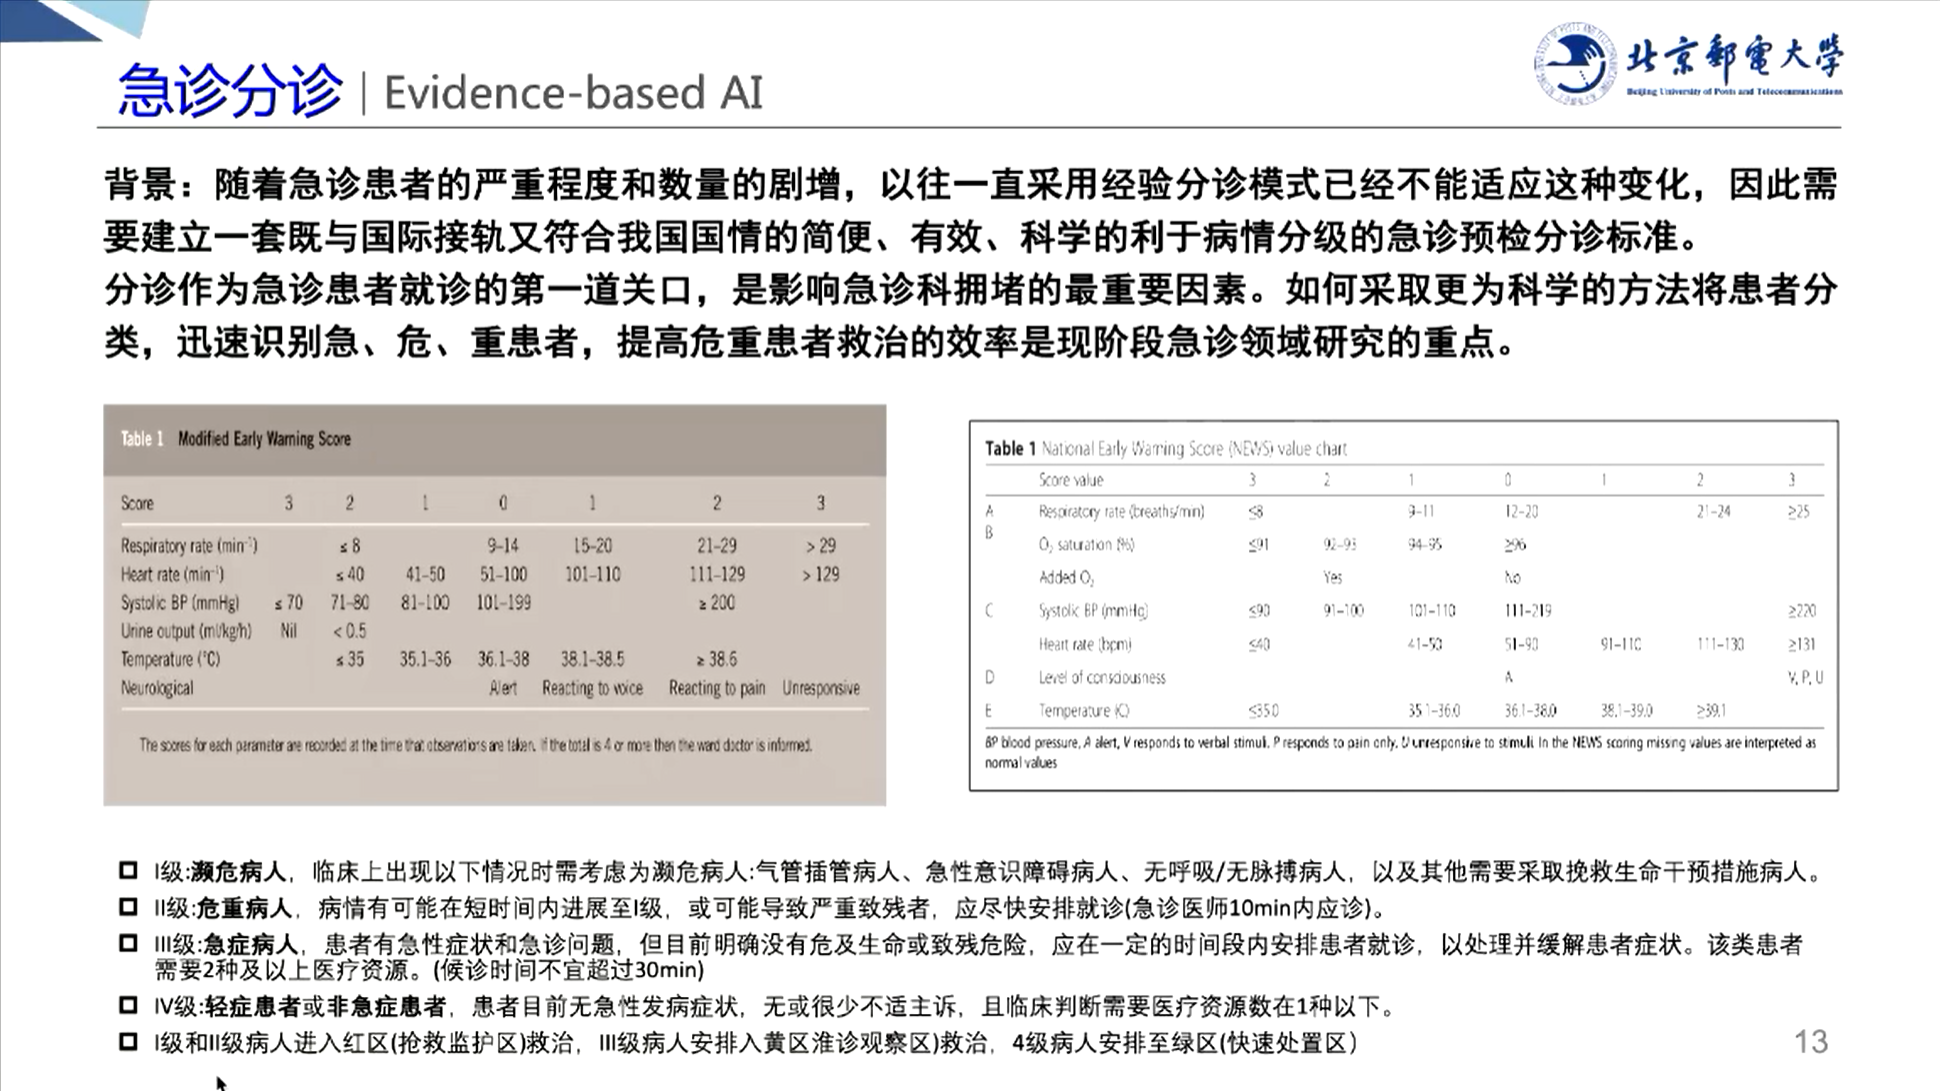 急诊分诊 | Evidence-based AI
北京郵電大學
Beijing University of Posts and Telecommunications
背景：随着急诊患者的严重程度和数量的剧增，以往一直采用经验分诊模式已经不能适应这种变化，因此需
要建立一套既与国际接轨又符合我国国情的简便、有效、科学的利于病情分级的急诊预检分诊标准。
分诊作为急诊患者就诊的第一道关口，是影响急诊科拥堵的最重要因素。如何采取更为科学的方法将患者分
类，迅速识别急、危、重患者，提高危重患者救治的效率是现阶段急诊领域研究的重点。
Table 1 Modified Early Warning Score
Score 3 2 1 0 1 2 3
Respiratory rate (min⁻¹) ≤ 8 9–14 15–20 21–29 > 29
Heart rate (min⁻¹) ≤ 40 41–50 51–100 101–110 111–129 > 129
Systolic BP (mmHg) ≤ 70 71–80 81–100 101–199 ≥ 200
Urine output (ml/kg/h) Nil < 0.5
Temperature (°C) ≤ 35 35.1–36 36.1–38 38.1–38.5 ≥ 38.6
Neurological Alert Reacting to voice Reacting to pain Unresponsive
The scores for each parameter are recorded at the time that observations are taken. If the total is 4 or more then the ward doctor is informed.
Table 1 National Early Warning Score (NEWS) value chart
Score value 3 2 1 0 1 2 3
A Respiratory rate (breaths/min) ≤8 9–11 12–20 21–24 ≥25
B
O₂ saturation (%) ≤91 92–93 94–95 ≥96
Added O₂ Yes No
C Systolic BP (mmHg) ≤90 91–100 101–110 111–219 ≥220
Heart rate (bpm) ≤40 41–50 51–90 91–110 111–130 ≥131
D Level of consciousness A V, P, U
E Temperature (C) ≤35.0 35.1–36.0 36.1–38.0 38.1–39.0 ≥39.1
BP blood pressure, A alert, V responds to verbal stimuli, P responds to pain only, U unresponsive to stimuli. In the NEWS scoring missing values are interpreted as
normal values
I级:濒危病人，临床上出现以下情况时需考虑为濒危病人:气管插管病人、急性意识障碍病人、无呼吸/无脉搏病人，以及其他需要采取挽救生命干预措施病人。
II级:危重病人，病情有可能在短时间内进展至I级，或可能导致严重致残者，应尽快安排就诊(急诊医师10min内应诊)。
III级:急症病人，患者有急性症状和急诊问题，但目前明确没有危及生命或致残危险，应在一定的时间段内安排患者就诊，以处理并缓解患者症状。该类患者
需要2种及以上医疗资源。(候诊时间不宜超过30min)
IV级:轻症患者或非急症患者，患者目前无急性发病症状，无或很少不适主诉，且临床判断需要医疗资源数在1种以下。
I级和II级病人进入红区(抢救监护区)救治，III级病人安排入黄区淮诊观察区)救治，4级病人安排至绿区(快速处置区）
13